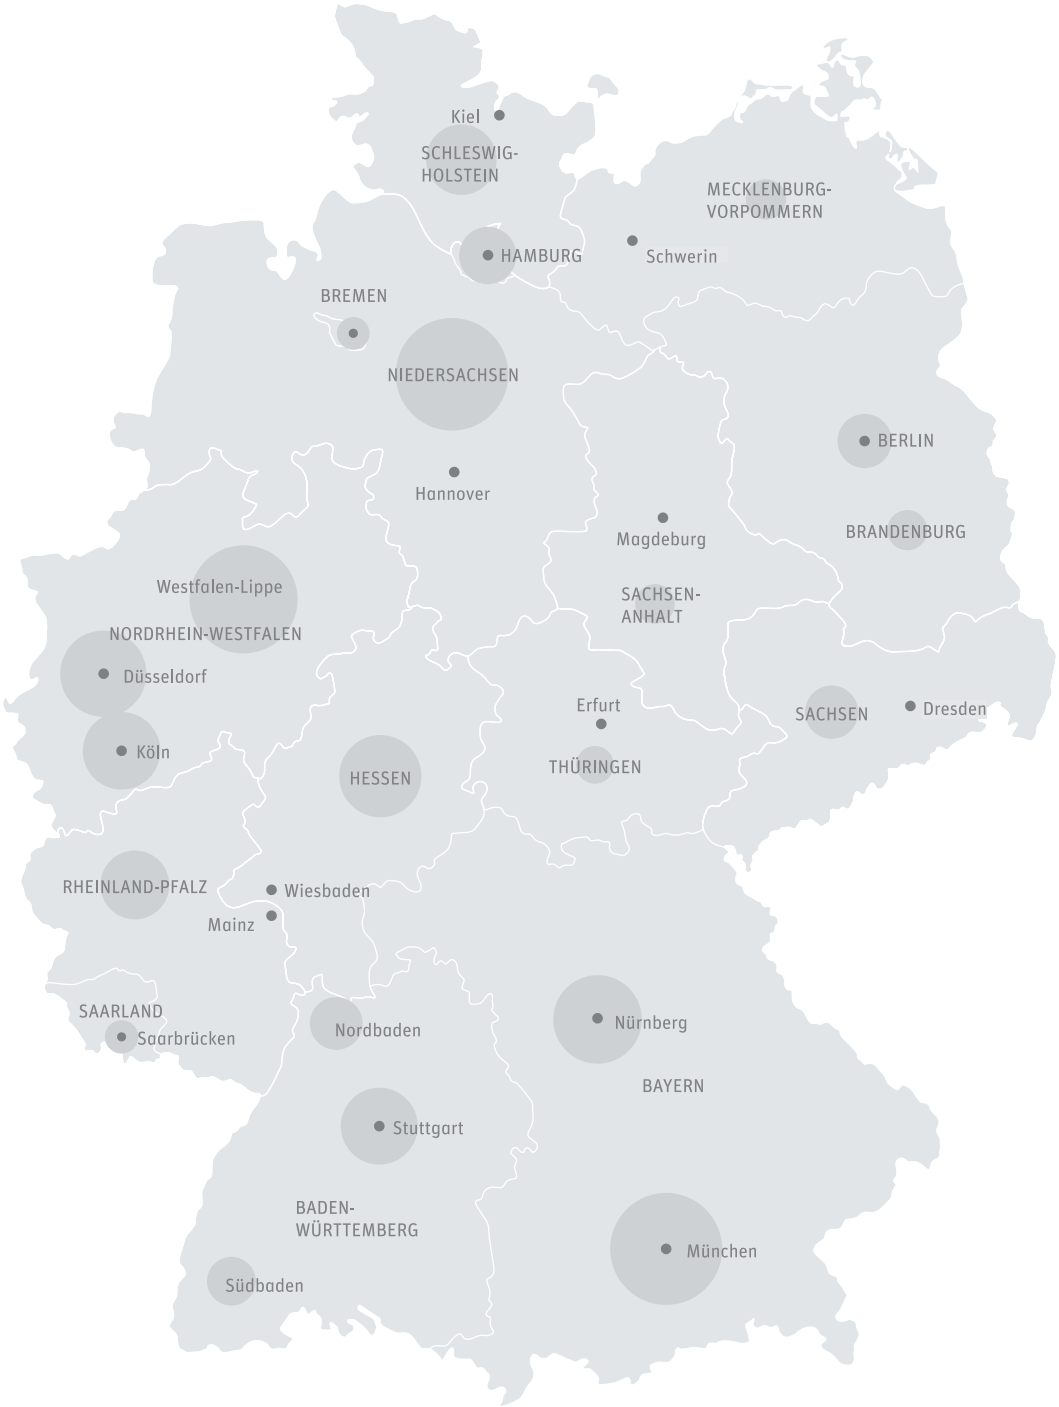 Kiel
SCHLESWIG-
HOLSTEIN
MECKLENBURG-
VORPOMMERN
HAMBURG
Schwerin
BREMEN
NIEDERSACHSEN
BERLIN
Hannover
BRANDENBURG
Magdeburg
Westfalen-Lippe
SACHSEN-
ANHALT
NORDRHEIN-WESTFALEN
Düsseldorf
Erfurt
Dresden
SACHSEN
Köln
THÜRINGEN
HESSEN
RHEINLAND-PFALZ
Wiesbaden
Mainz
SAARLAND
Saarbrücken
Nordbaden
Nürnberg
BAYERN
Stuttgart
BADEN-
WÜRTTEMBERG
München
Südbaden